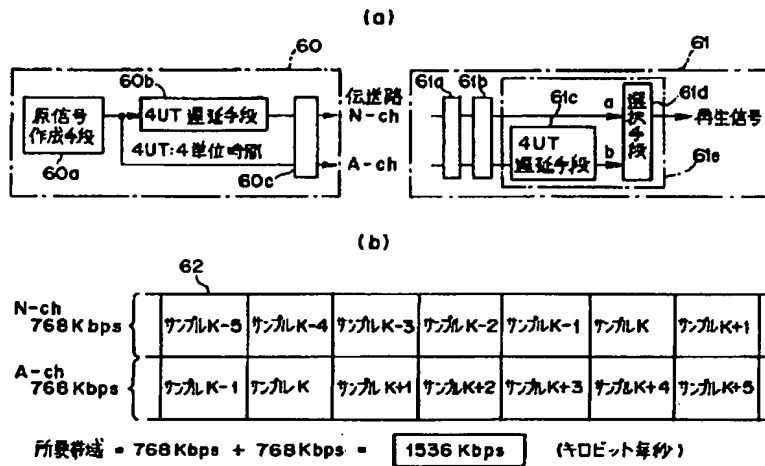 (a)
60
60b
原信号
作成手段
60a
4UT 遅延手段
4UT:4単位時間
60c
伝送路
N-ch
A-ch
61
61a
61b
61c
4UT
遅延手段
a
b
選択手段
61d
再生信号
61e
(b)
62
N-ch
768Kbps
サンプルK-5 サンプルK-4 サンプルK-3 サンプルK-2 サンプルK-1 サンプルK サンプルK+1
A-ch
768Kbps
サンプルK-1 サンプルK サンプルK+1 サンプルK+2 サンプルK+3 サンプルK+4 サンプルK+5
所要帯域 = 768Kbps + 768Kbps = 1536Kbps (キロビット毎秒)